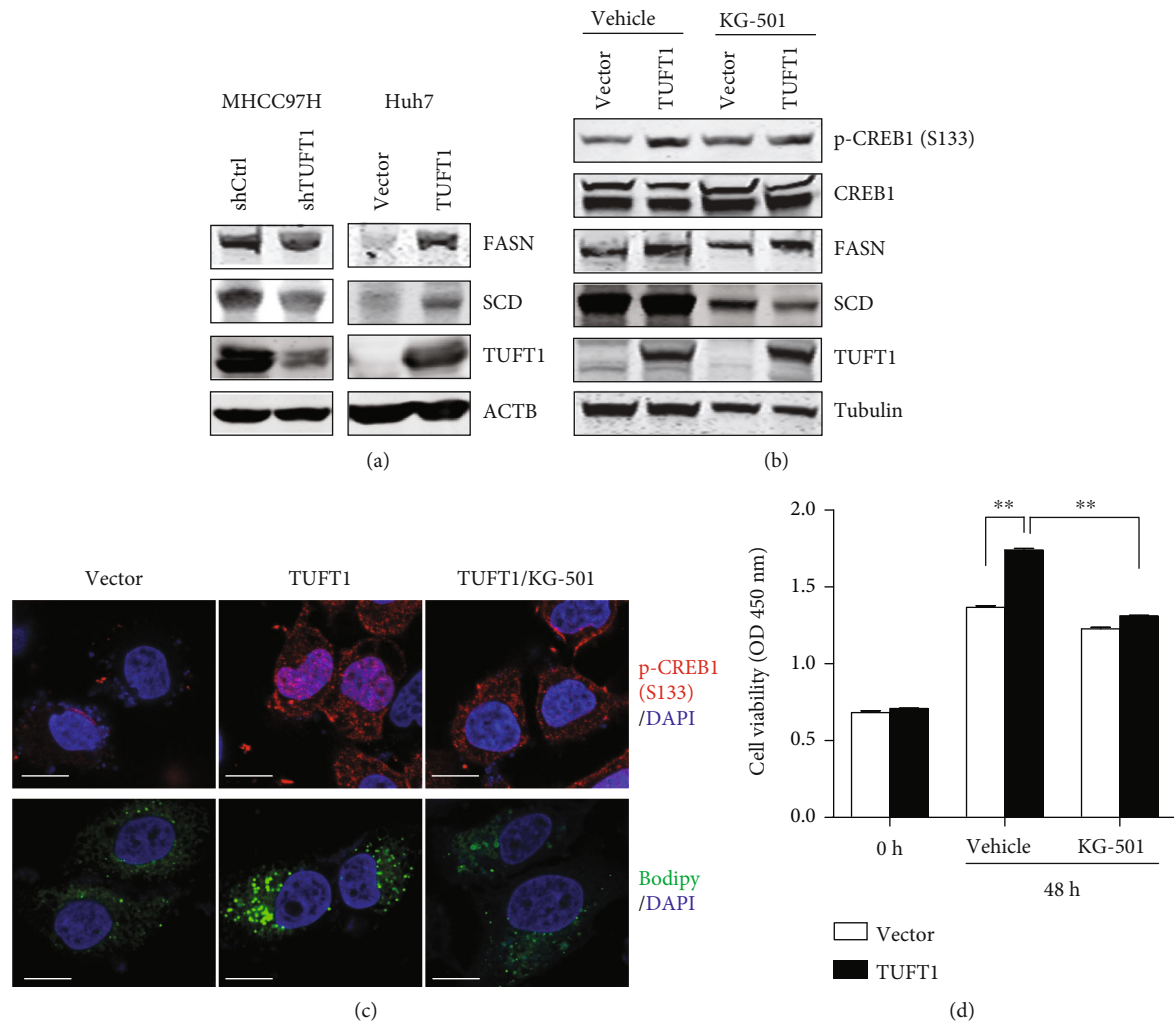 MHCC97H Huh7
shCtrl
shTUFT1
Vector
TUFT1
FASN
SCD
TUFT1
ACTB
(a)
Vehicle KG-501
Vector
TUFT1
Vector
TUFT1
p-CREB1 (S133)
CREB1
FASN
SCD
TUFT1
Tubulin
(b)
Vector TUFT1 TUFT1/KG-501
p-CREB1
(S133)
/DAPI
Bodipy
/DAPI
(c)
Cell viability (OD 450 nm)
2.0
1.5
1.0
0.5
0.0
** **
0 h Vehicle KG-501
48 h
Vector
TUFT1
(d)